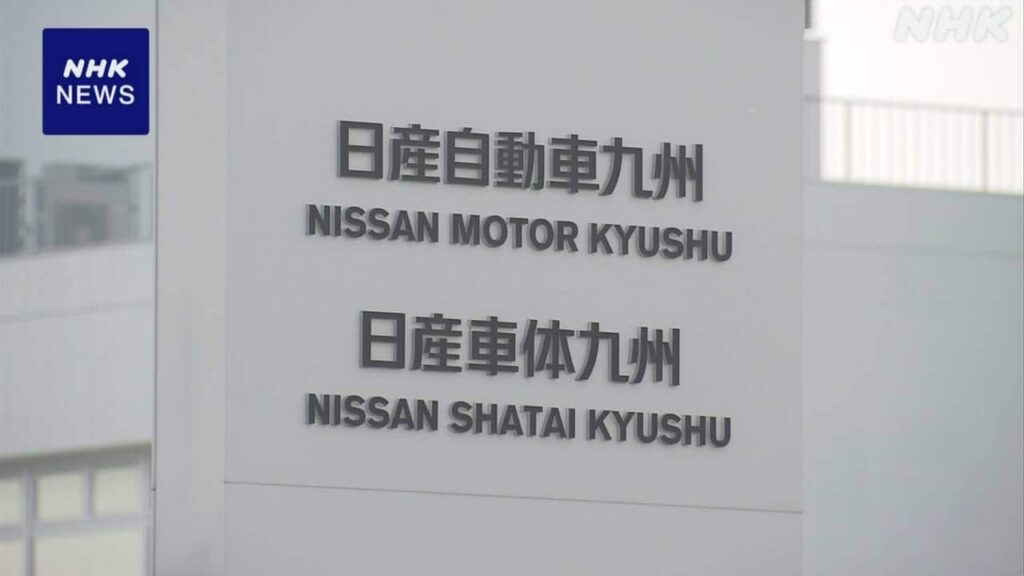 NHK
NEWS
NHK
日産自動車九州
NISSAN MOTOR KYUSHU
日産車体九州
NISSAN SHATAI KYUSHU